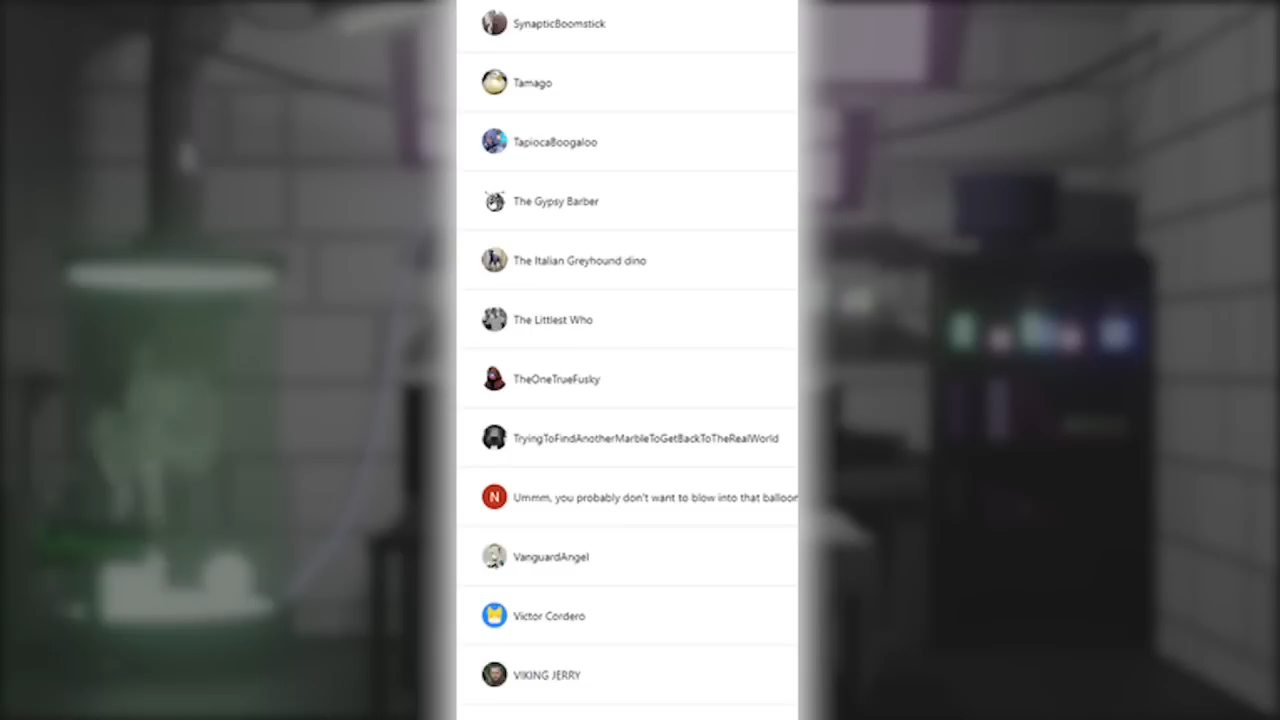 SynapticBoomstick
Tamago
TapiocaBoogaloo
The Gypsy Barber
The Italian Greyhound dino
The Littlest Who
TheOneTrueFusky
TryingToFindAnotherMarbleToGetBackToTheRealWorld
N
Ummm, you probably don't want to blow into that balloon
VanguardAngel
Victor Cordero
VIKING JERRY